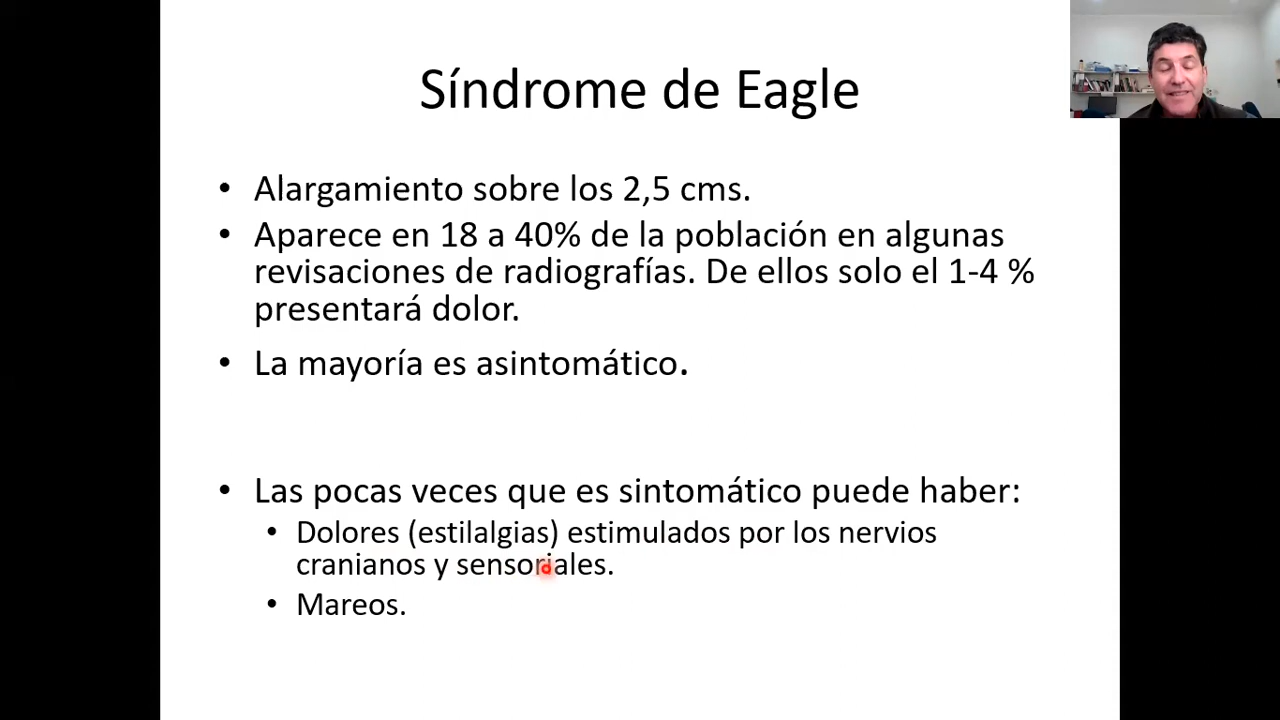 Síndrome de Eagle
• Alargamiento sobre los 2,5 cms.
• Aparece en 18 a 40% de la población en algunas
revisaciones de radiografías. De ellos solo el 1-4 %
presentará dolor.
• La mayoría es asintomático.
• Las pocas veces que es sintomático puede haber:
• Dolores (estilalgias) estimulados por los nervios
cranianos y sensoriales.
• Mareos.